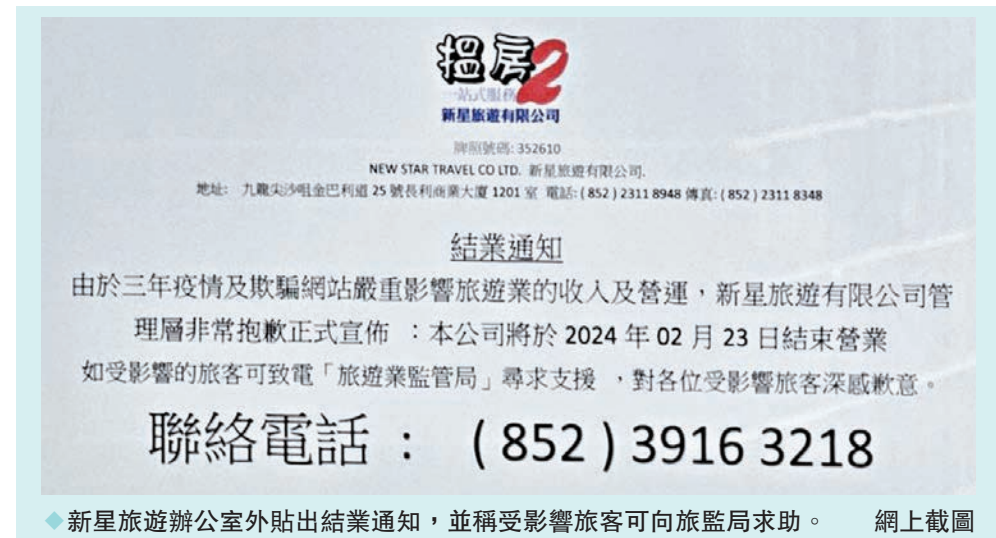 搵房2
一站式服務
新星旅遊有限公司
牌照號碼: 352610
NEW STAR TRAVEL CO LTD. 新星旅遊有限公司.
地址: 九龍尖沙咀金巴利道 25 號長利商業大廈 1201 室 電話: ( 852 ) 2311 8948 傳真: ( 852 ) 2311 8348
結業通知
由於三年疫情及欺騙網站嚴重影響旅遊業的收入及營運，新星旅遊有限公司管
理層非常抱歉正式宣佈 ：本公司將於 2024 年 02 月 23 日結束營業
如受影響的旅客可致電「旅遊業監管局」尋求支援 ，對各位受影響旅客深感歉意。
聯絡電話 ： ( 852 ) 3916 3218
◆新星旅遊辦公室外貼出結業通知，並稱受影響旅客可向旅監局求助。 網上截圖